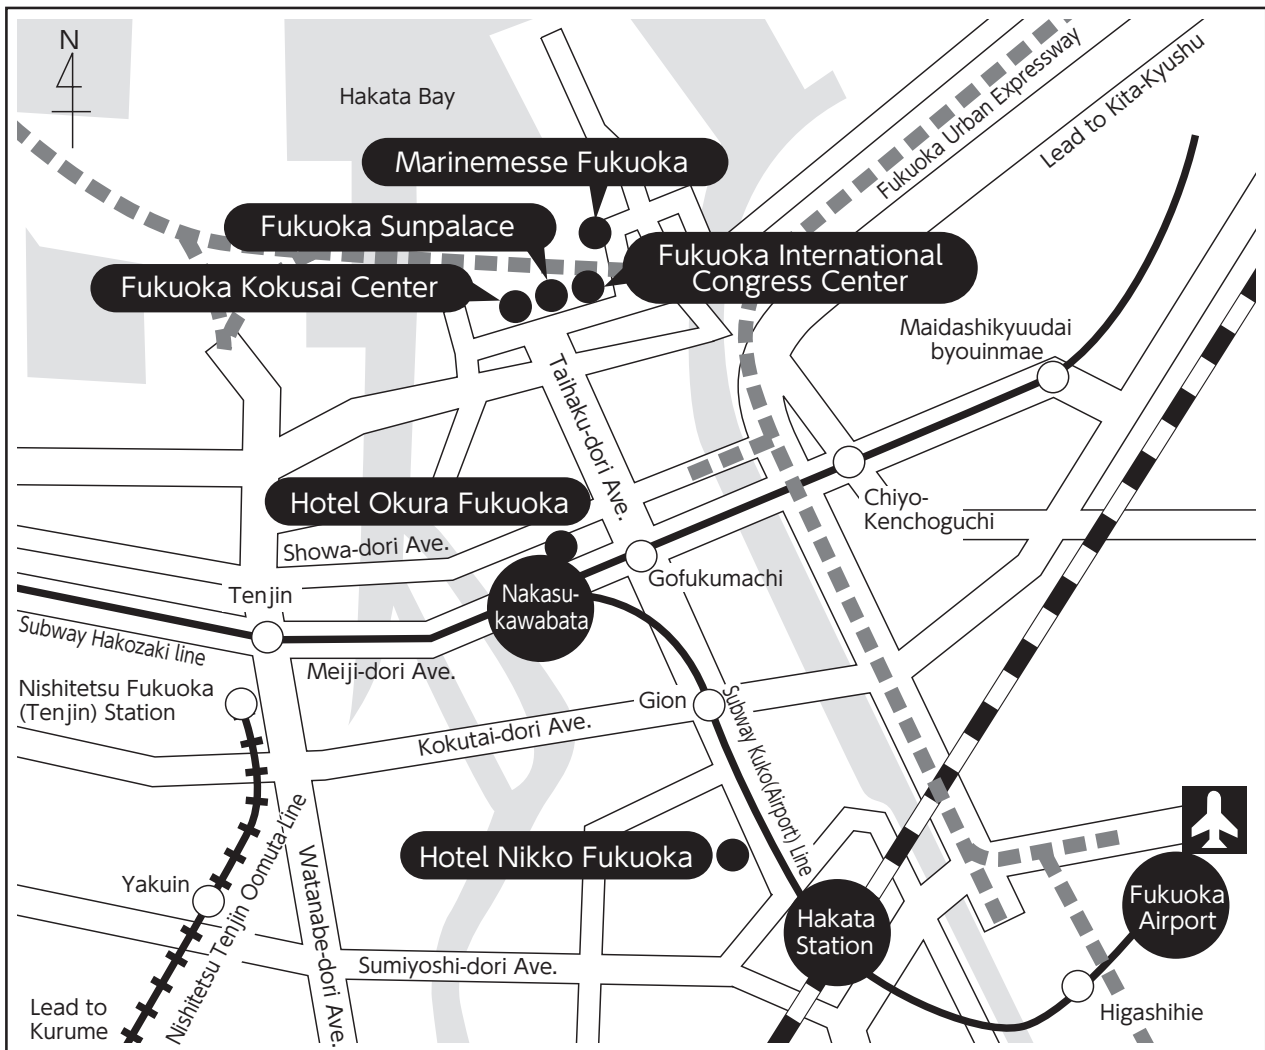 N
Hakata Bay
Marinemesse Fukuoka
Fukuoka Urban Expressway
Lead to Kita-Kyushu
Fukuoka Sunpalace
Fukuoka International
Congress Center
Fukuoka Kokusai Center
Maidashikyuudai
byouinmae
Taihaku-dori Ave.
Hotel Okura Fukuoka
Chiyo-
Kenchoguchi
Showa-dori Ave.
Gofukumachi
Tenjin
Nakasu-
kawabata
Subway Hakozaki line
Meiji-dori Ave.
Nishitetsu Fukuoka
(Tenjin) Station
Gion
Subway Kuko(Airport) Line
Kokutai-dori Ave.
Nishitetsu Tenjin Oomuta Line
Watanabe-dori Ave.
Hotel Nikko Fukuoka
Yakuin
Hakata
Station
Fukuoka
Airport
Sumiyoshi-dori Ave.
Lead to
Kurume
Higashihie